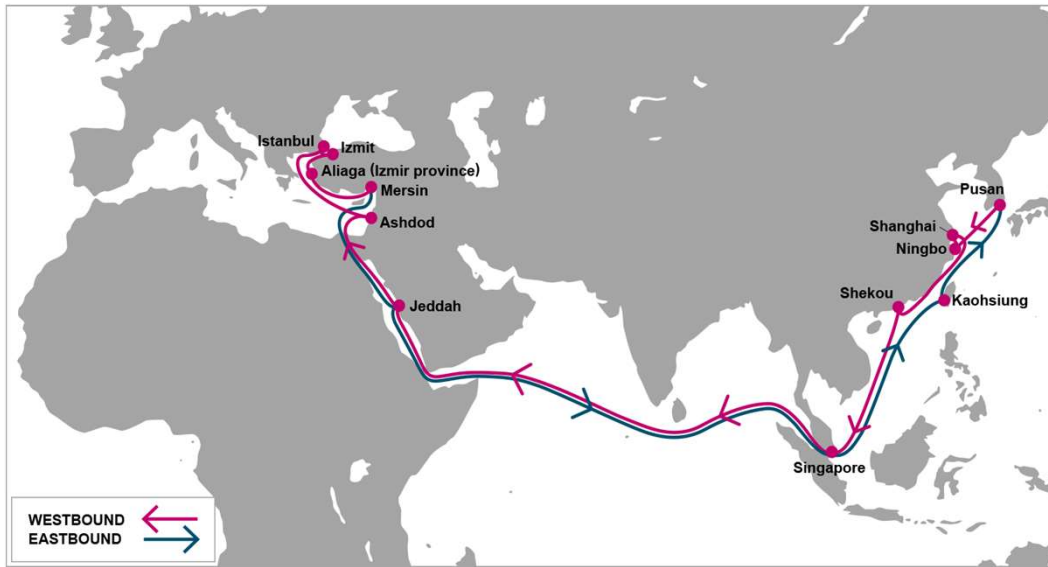 Istanbul
Izmit
Aliaga (Izmir province)
Mersin
Ashdod
Jeddah
Pusan
Shanghai
Ningbo
Shekou
Kaohsiung
Singapore
WESTBOUND
EASTBOUND